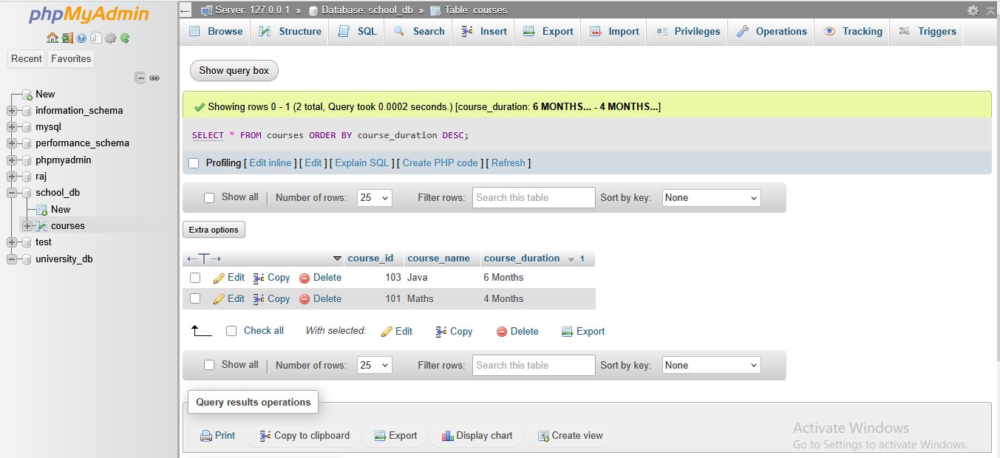 phpMyAdmin
Recent Favorites
New
information_schema
mysql
performance_schema
phpmyadmin
raj
school_db
New
courses
test
university_db
Server: 127.0.0.1 » Database: school_db » Table: courses
Browse Structure SQL Search Insert Export Import Privileges Operations Tracking Triggers
Show query box
Showing rows 0 - 1 (2 total, Query took 0.0002 seconds.) [course_duration: 6 MONTHS... - 4 MONTHS...]
SELECT * FROM courses ORDER BY course_duration DESC;
Profiling [ Edit inline ] [ Edit ] [ Explain SQL ] [ Create PHP code ] [ Refresh ]
Show all Number of rows: 25 Filter rows: Search this table Sort by key: None
Extra options
course_id course_name course_duration 1
Edit Copy Delete 103 Java 6 Months
Edit Copy Delete 101 Maths 4 Months
Check all With selected: Edit Copy Delete Export
Show all Number of rows: 25 Filter rows: Search this table Sort by key: None
Query results operations
Print Copy to clipboard Export Display chart Create view
Activate Windows
Go to Settings to activate Windows.